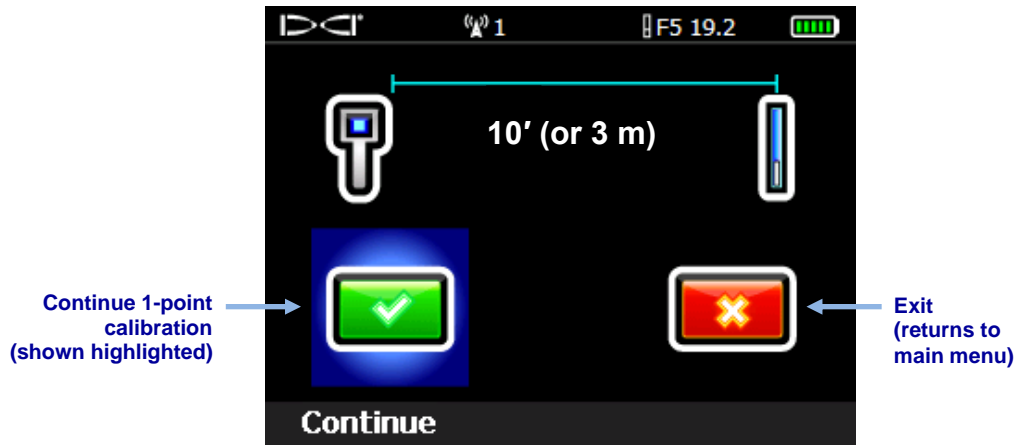 DCI
1
F5 19.2
10′ (or 3 m)
Continue 1-point
calibration
(shown highlighted)
Exit
(returns to
main menu)
Continue